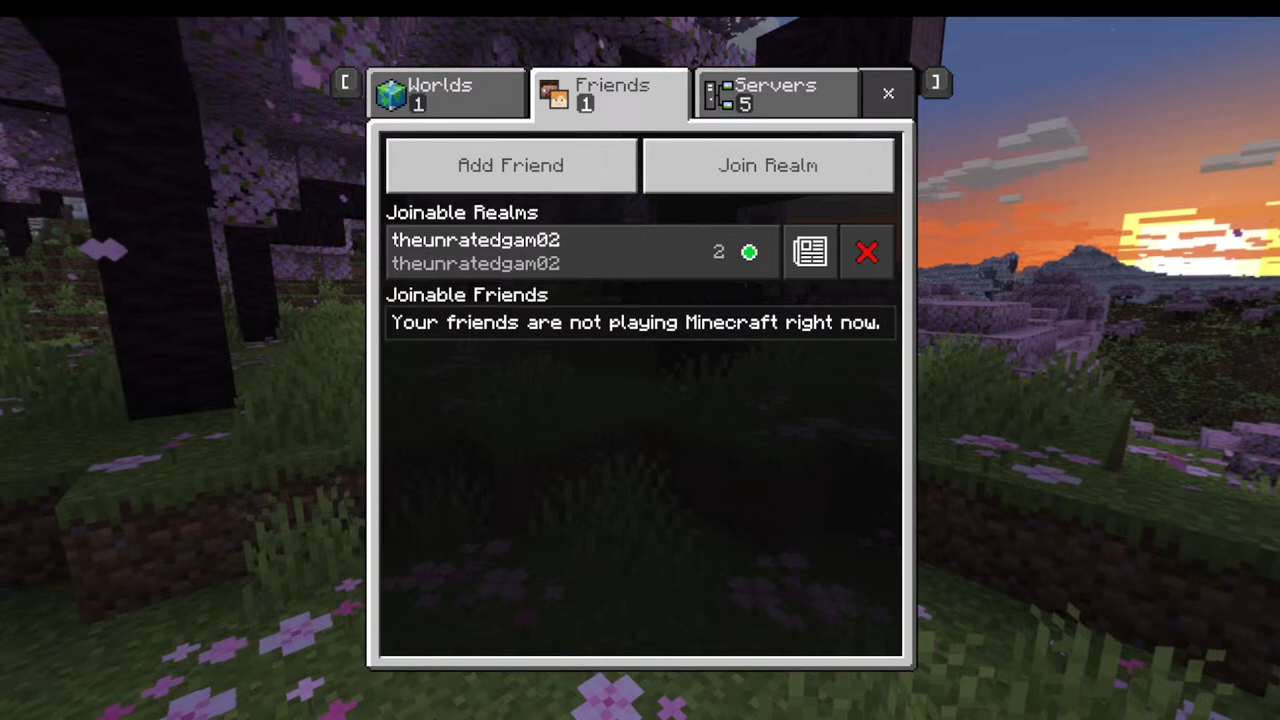 [
Worlds
1
Friends
1
Servers
5
]
Add Friend
Join Realm
Joinable Realms
theunratedgam02
2
theunratedgam02
Joinable Friends
Your friends are not playing Minecraft right now.